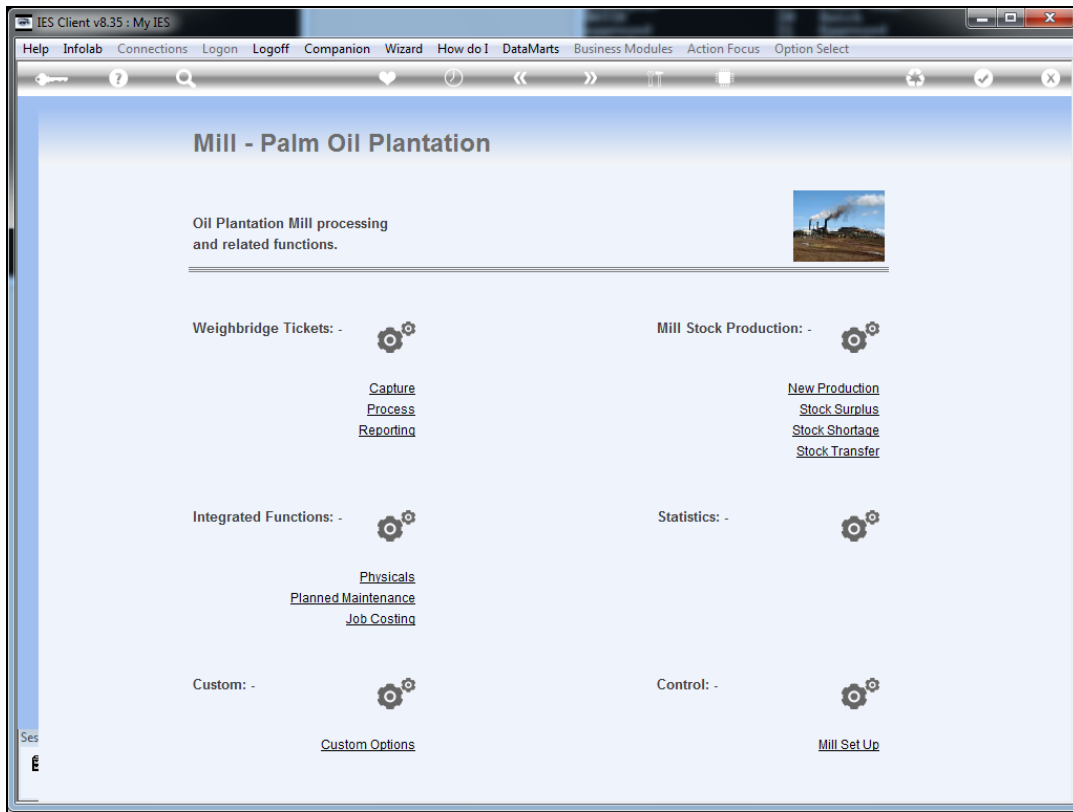 IES Client v8.35 : My IES
Help Infolab Connections Logon Logoff Companion Wizard How do I DataMarts Business Modules Action Focus Option Select
Mill - Palm Oil Plantation
Oil Plantation Mill processing
and related functions.
Weighbridge Tickets: -
Capture
Process
Reporting
Mill Stock Production: -
New Production
Stock Surplus
Stock Shortage
Stock Transfer
Integrated Functions: -
Physicals
Planned Maintenance
Job Costing
Statistics: -
Custom: -
Custom Options
Control: -
Mill Set Up
Ses